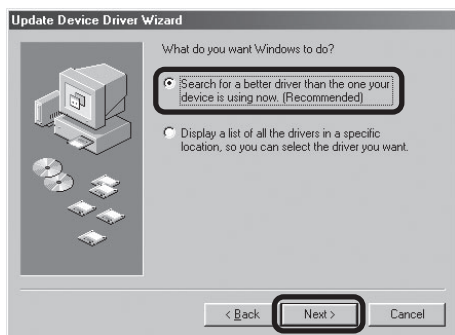 Update Device Driver Wizard
What do you want Windows to do?
Search for a better driver than the one your
device is using now. (Recommended)
Display a list of all the drivers in a specific
location, so you can select the driver you want.
< Back
Next >
Cancel